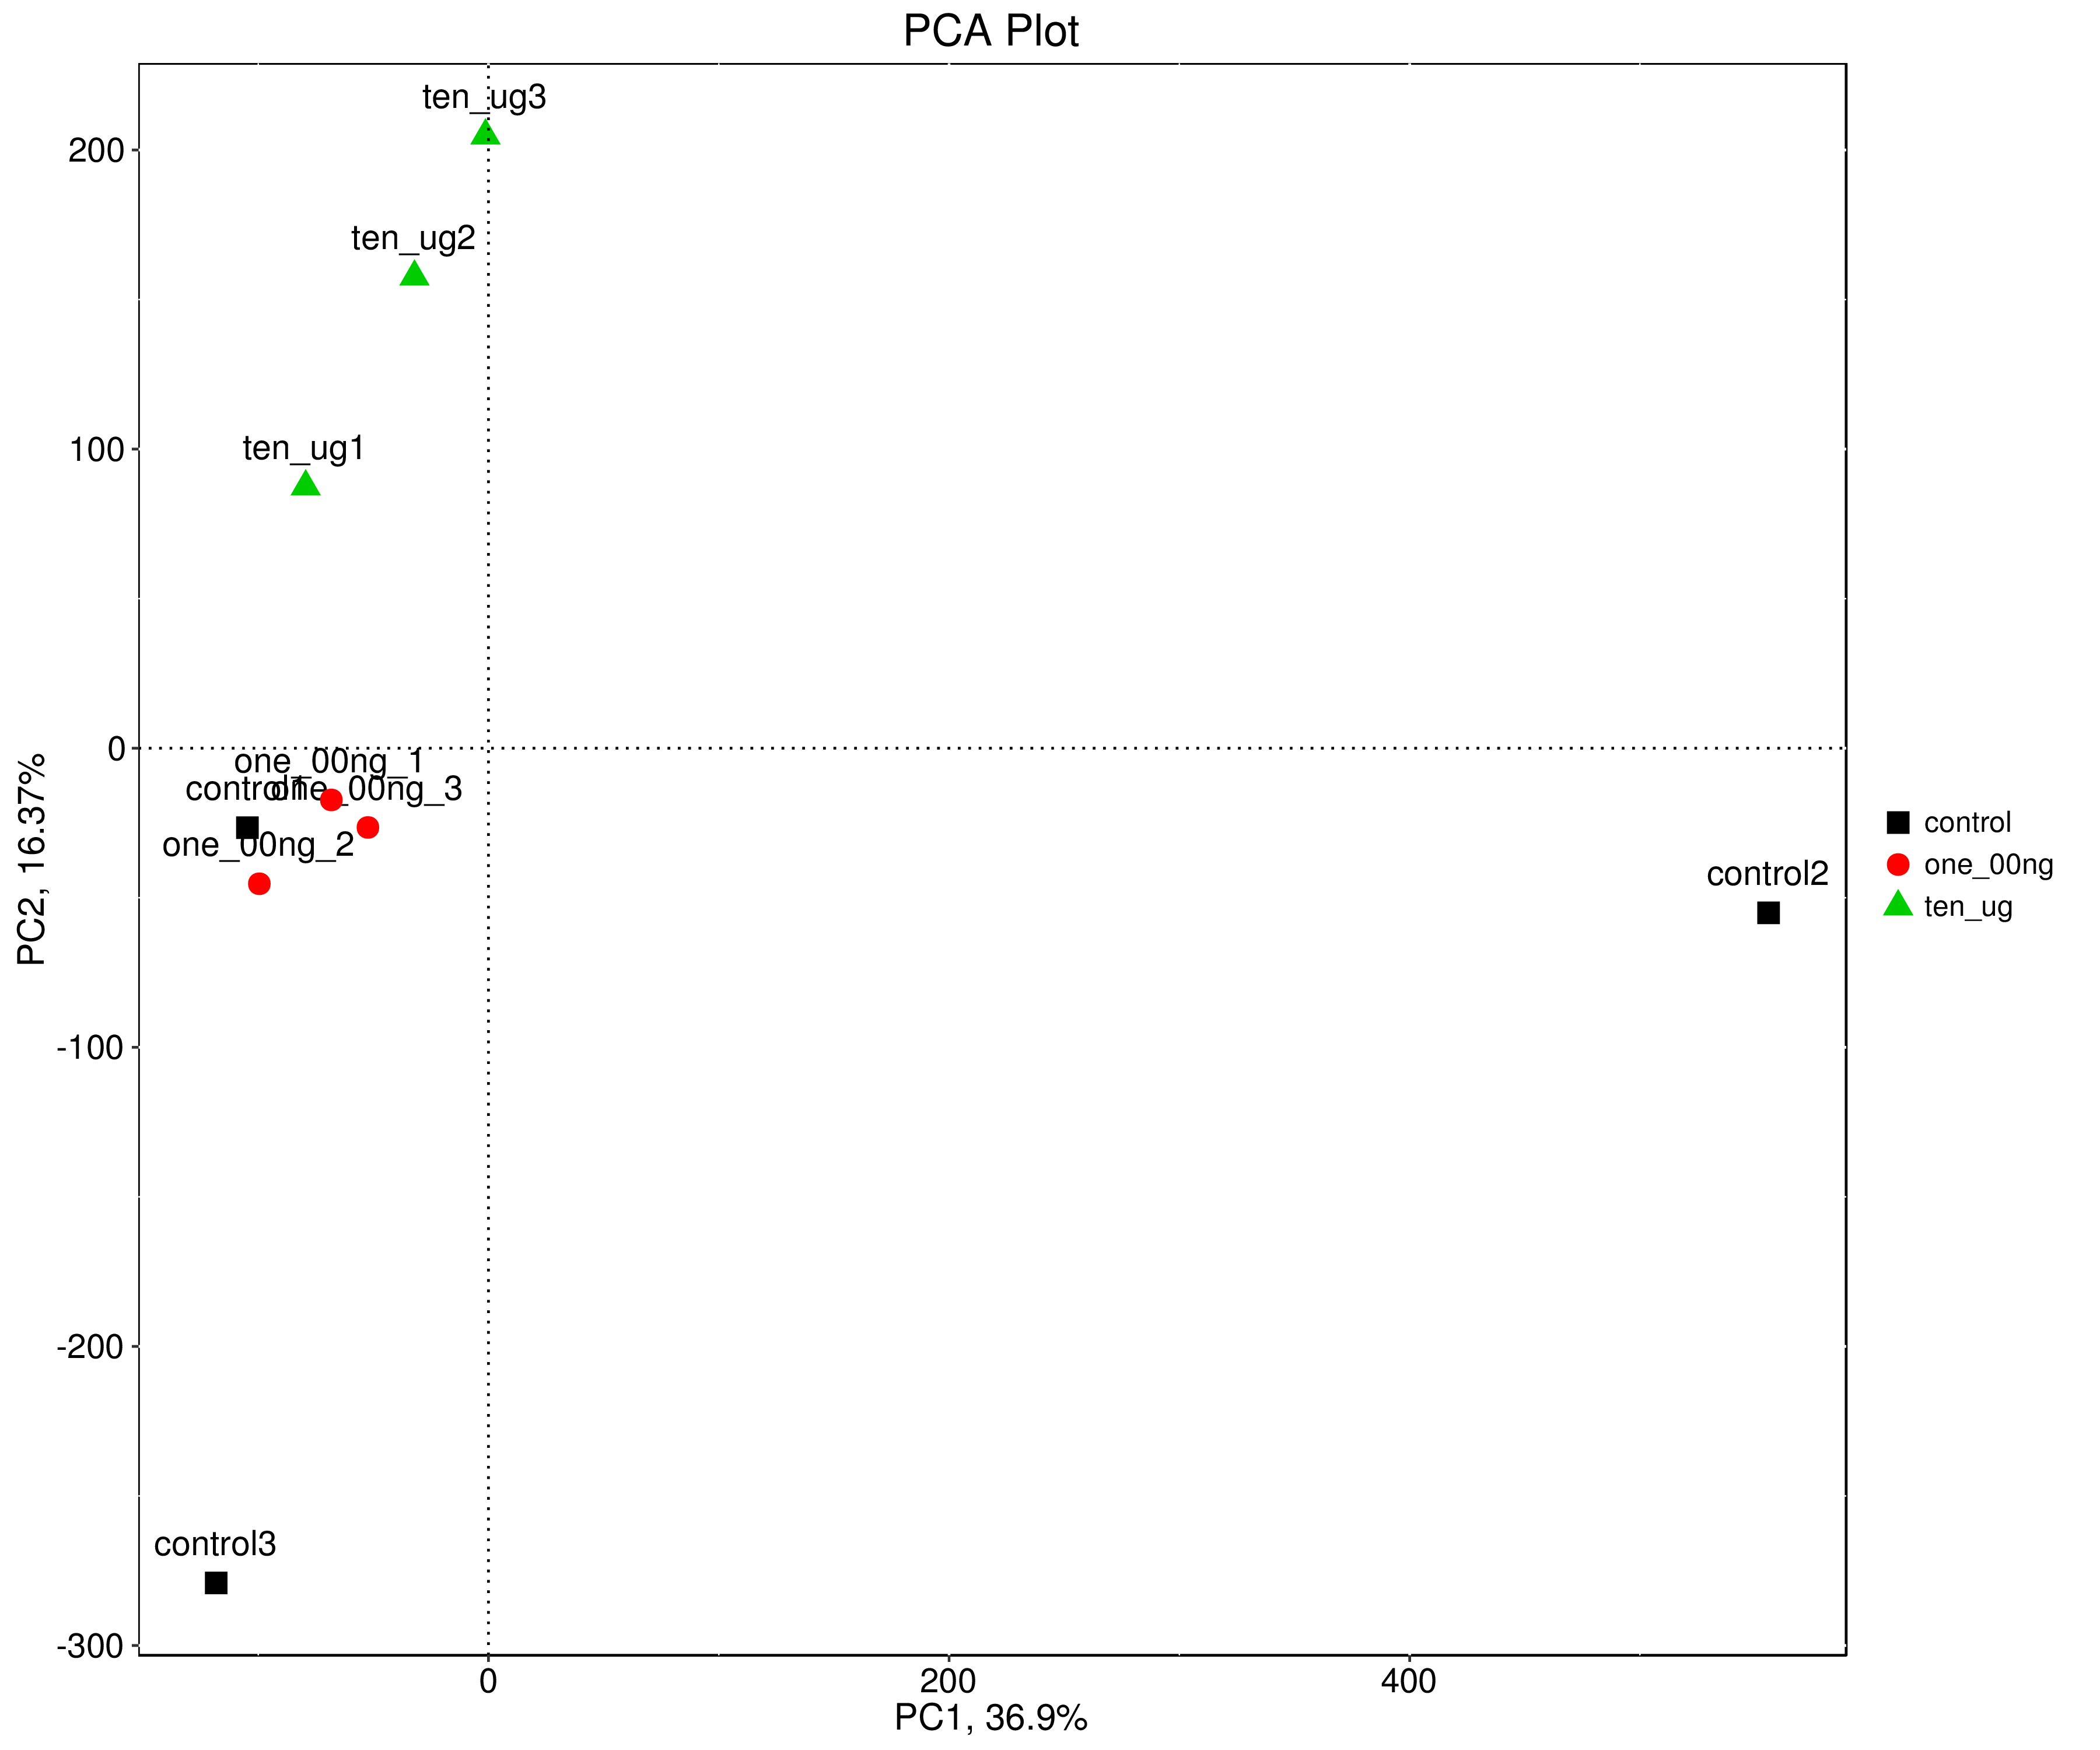 PCA Plot
ten_ug3
200
ten_ug2
100
ten_ug1
0
one_00ng_1
control1
one_00ng_3
one_00ng_2
control2
control
one_00ng
ten_ug
PC2, 16.37%
-100
-200
control3
-300
0
200
400
PC1, 36.9%